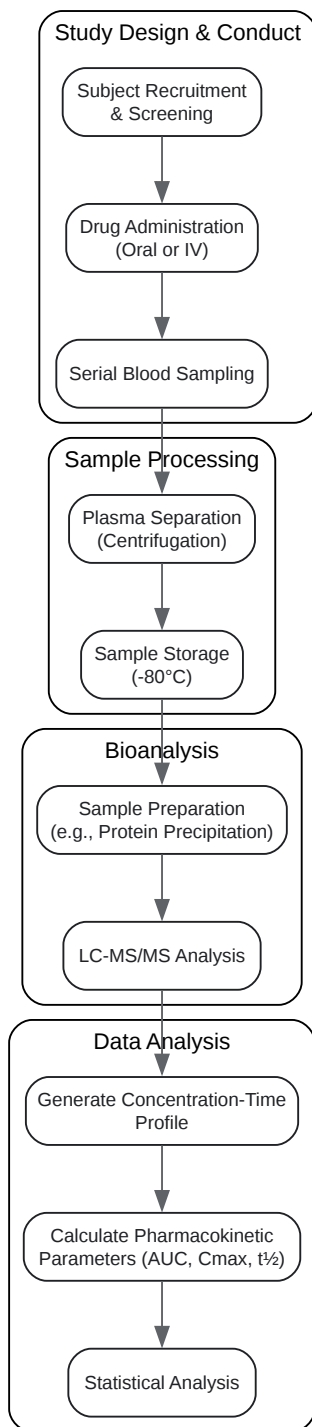 Study Design & Conduct
Subject Recruitment
& Screening
Drug Administration
(Oral or IV)
Serial Blood Sampling
Sample Processing
Plasma Separation
(Centrifugation)
Sample Storage
(-80°C)
Bioanalysis
Sample Preparation
(e.g., Protein Precipitation)
LC-MS/MS Analysis
Data Analysis
Generate Concentration-Time
Profile
Calculate Pharmacokinetic
Parameters (AUC, Cmax, t½)
Statistical Analysis